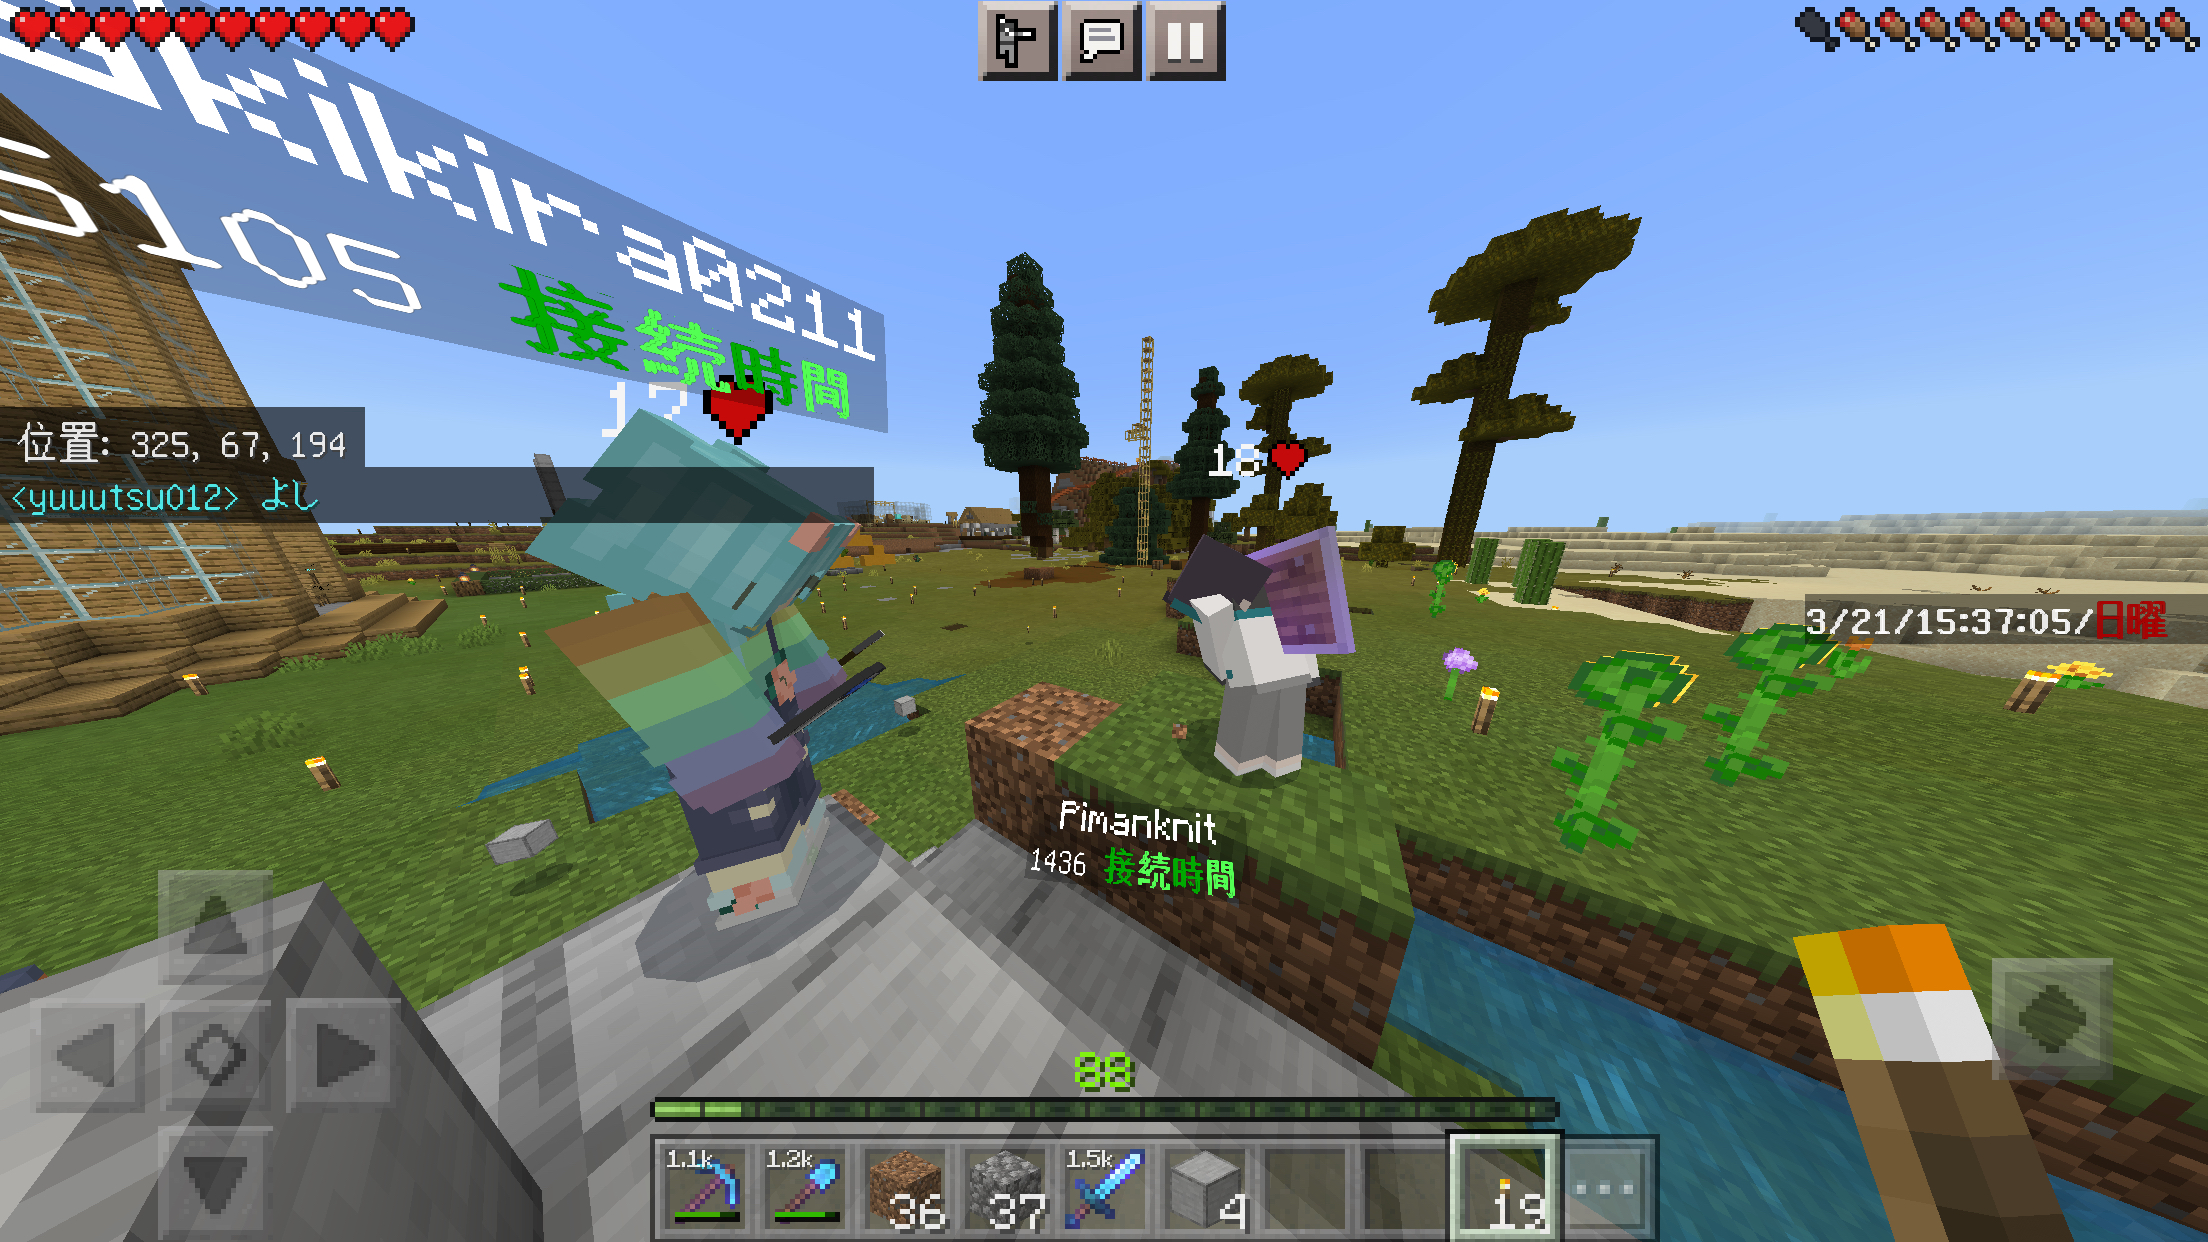 kikira0211
5105 接続時間
17
18
位置: 325, 67, 194
<yuuutsu012> よし
3/21/15:37:05/日曜
Pimanknit
1436 接続時間
88
1.1k
1.2k
36
37
1.5k
4
19